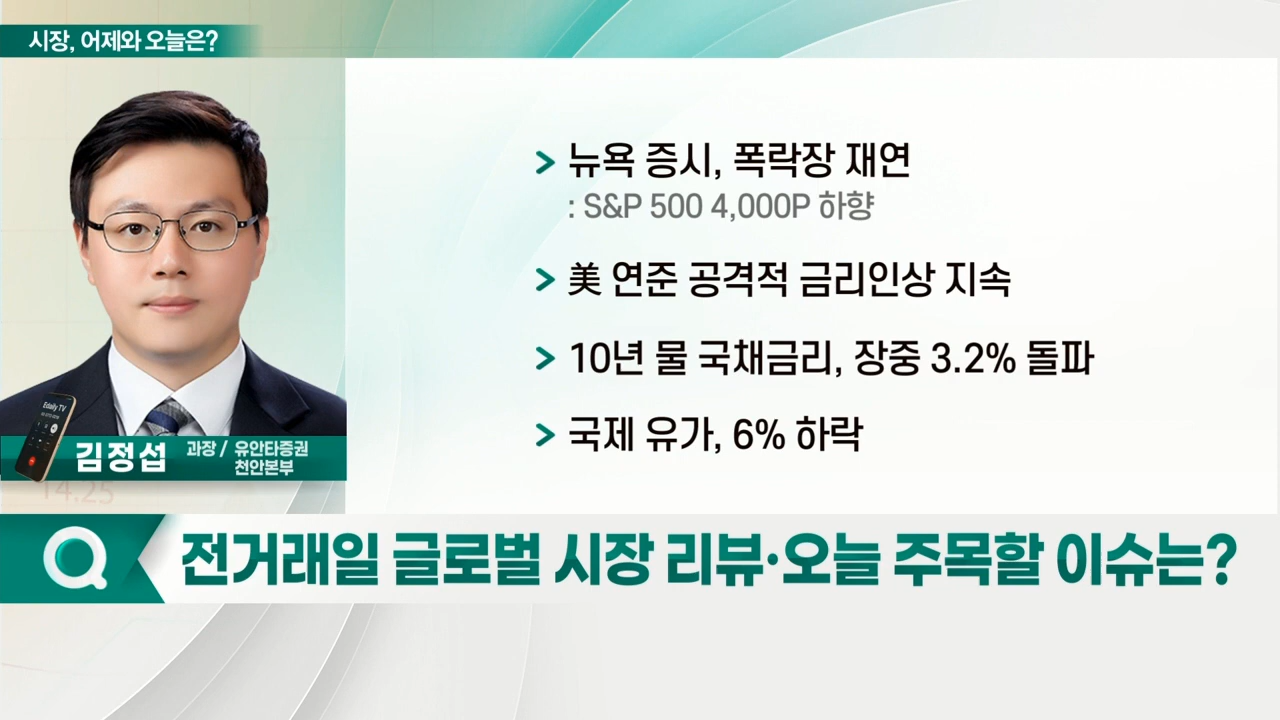 시장, 어제와 오늘은?
> 뉴욕 증시, 폭락장 재연
: S&P 500 4,000P 하향
> 美 연준 공격적 금리인상 지속
> 10년 물 국채금리, 장중 3.2% 돌파
> 국제 유가, 6% 하락
Edaily TV
김정섭 과장 / 유안타증권
천안본부
14.25
Q 전거래일 글로벌 시장 리뷰·오늘 주목할 이슈는?